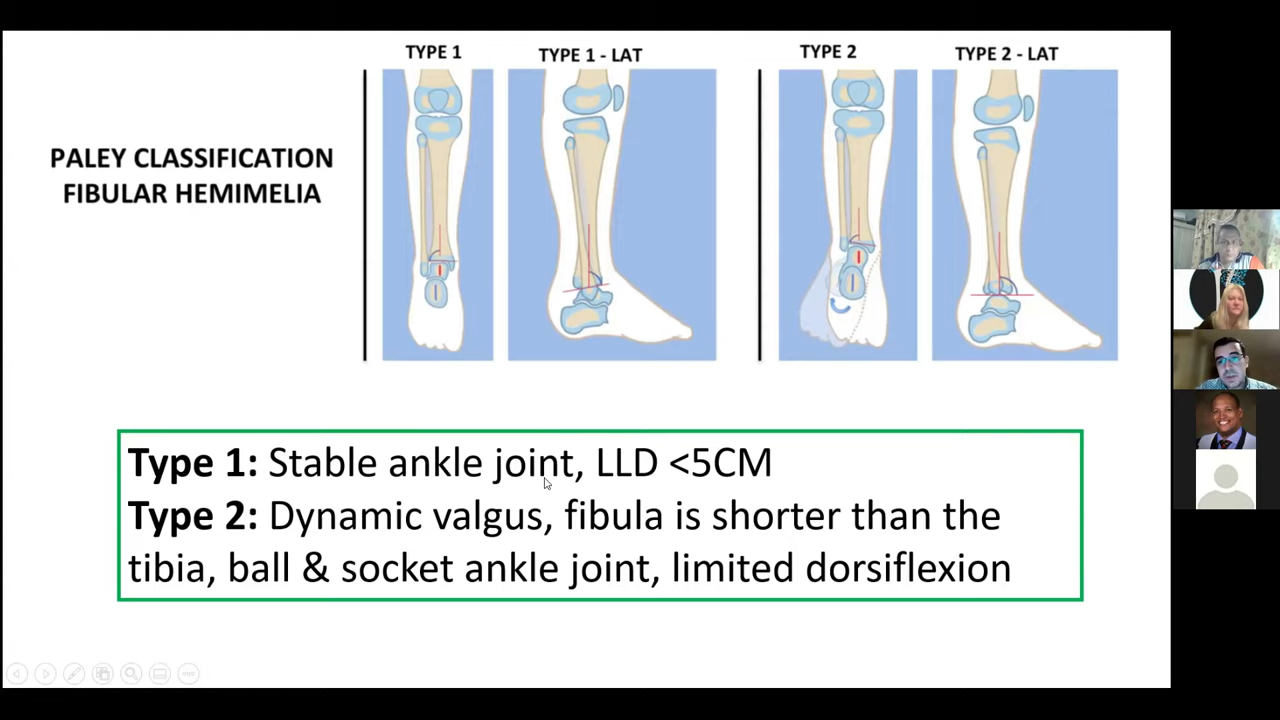 TYPE 1
TYPE 1 - LAT
TYPE 2
TYPE 2 - LAT
PALEY CLASSIFICATION
FIBULAR HEMIMELIA
Type 1: Stable ankle joint, LLD <5CM
Type 2: Dynamic valgus, fibula is shorter than the
tibia, ball & socket ankle joint, limited dorsiflexion